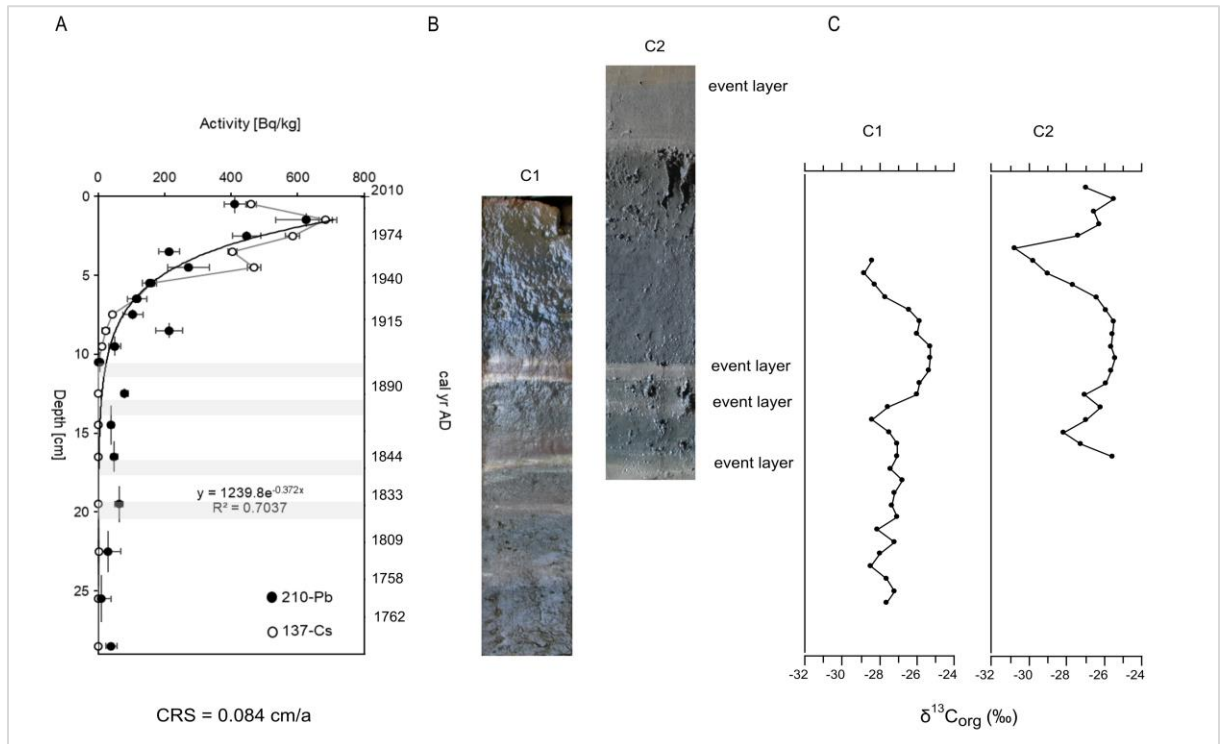 A
B
C
C2
event layer
Activity [Bq/kg]
C1
C1
C2
0 200 400 600 800
0
5
10
15
20
25
Depth [cm]
2010
1974
1940
1915
1890
1844
1833
1809
1758
1762
cal yr AD
event layer
event layer
event layer
y = 1239.8e^-0.372x
R² = 0.7037
210-Pb
137-Cs
-32 -30 -28 -26 -24
-32 -30 -28 -26 -24
CRS = 0.084 cm/a
δ13Corg (‰)